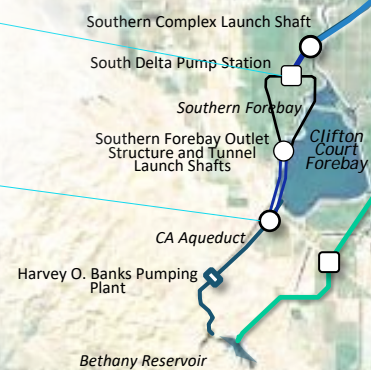 Southern Complex Launch Shaft
South Delta Pump Station
Southern Forebay
Southern Forebay Outlet
Structure and Tunnel
Launch Shafts
Clifton
Court
Forebay
CA Aqueduct
Harvey O. Banks Pumping
Plant
Bethany Reservoir